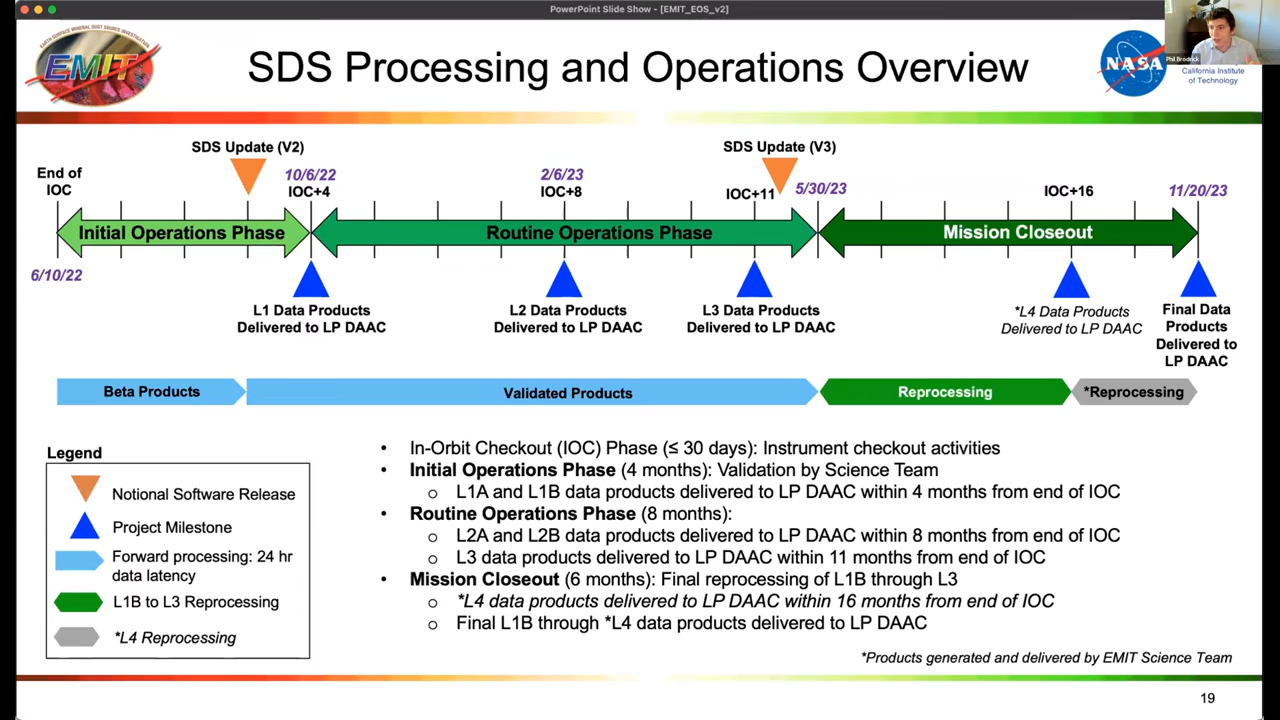 PowerPoint Slide Show - [EMIT_EOS_v2]
EARTH SURFACE MINERAL DUST SOURCE INVESTIGATION
EMIT
SDS Processing and Operations Overview
NASA
Phil Brodrick
California Institute
of Technology
SDS Update (V2)
SDS Update (V3)
End of
IOC
10/6/22
IOC+4
2/6/23
IOC+8
IOC+11
5/30/23
IOC+16
11/20/23
Initial Operations Phase
Routine Operations Phase
Mission Closeout
6/10/22
L1 Data Products
Delivered to LP DAAC
L2 Data Products
Delivered to LP DAAC
L3 Data Products
Delivered to LP DAAC
*L4 Data Products
Delivered to LP DAAC
Final Data
Products
Delivered to
LP DAAC
Beta Products
Validated Products
Reprocessing
*Reprocessing
Legend
Notional Software Release
Project Milestone
Forward processing: 24 hr
data latency
L1B to L3 Reprocessing
*L4 Reprocessing
• In-Orbit Checkout (IOC) Phase (≤ 30 days): Instrument checkout activities
• Initial Operations Phase (4 months): Validation by Science Team
o L1A and L1B data products delivered to LP DAAC within 4 months from end of IOC
• Routine Operations Phase (8 months):
o L2A and L2B data products delivered to LP DAAC within 8 months from end of IOC
o L3 data products delivered to LP DAAC within 11 months from end of IOC
• Mission Closeout (6 months): Final reprocessing of L1B through L3
o *L4 data products delivered to LP DAAC within 16 months from end of IOC
o Final L1B through *L4 data products delivered to LP DAAC
*Products generated and delivered by EMIT Science Team
19